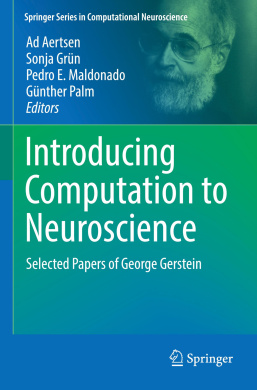 Springer Series in Computational Neuroscience
Ad Aertsen
Sonja Grün
Pedro E. Maldonado
Günther Palm
Editors
Introducing
Computation to
Neuroscience
Selected Papers of George Gerstein
Springer